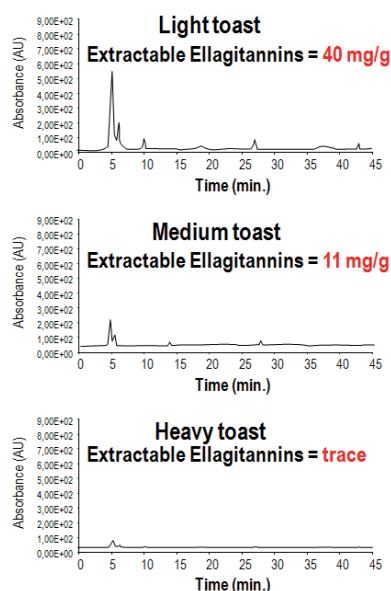 Light toast
Extractable Ellagitannins = 40 mg/g
Absorbance (AU)
9,00E+02
8,00E+02
7,00E+02
6,00E+02
5,00E+02
4,00E+02
3,00E+02
2,00E+02
1,00E+02
0,00E+00
0 5 10 15 20 25 30 35 40 45
Time (min.)
Medium toast
Extractable Ellagitannins = 11 mg/g
Absorbance (AU)
9,00E+02
8,00E+02
7,00E+02
6,00E+02
5,00E+02
4,00E+02
3,00E+02
2,00E+02
1,00E+02
0,00E+00
0 5 10 15 20 25 30 35 40 45
Time (min.)
Heavy toast
Extractable Ellagitannins = trace
Absorbance (AU)
9,00E+02
8,00E+02
7,00E+02
6,00E+02
5,00E+02
4,00E+02
3,00E+02
2,00E+02
1,00E+02
0,00E+00
0 5 10 15 20 25 30 35 40 45
Time (min.)